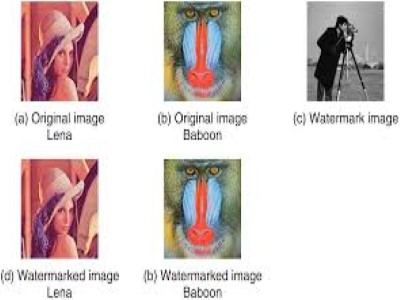 (a) Original image
Lena
(b) Original image
Baboon
(c) Watermark image
(d) Watermarked image
Lena
(b) Watermarked image
Baboon